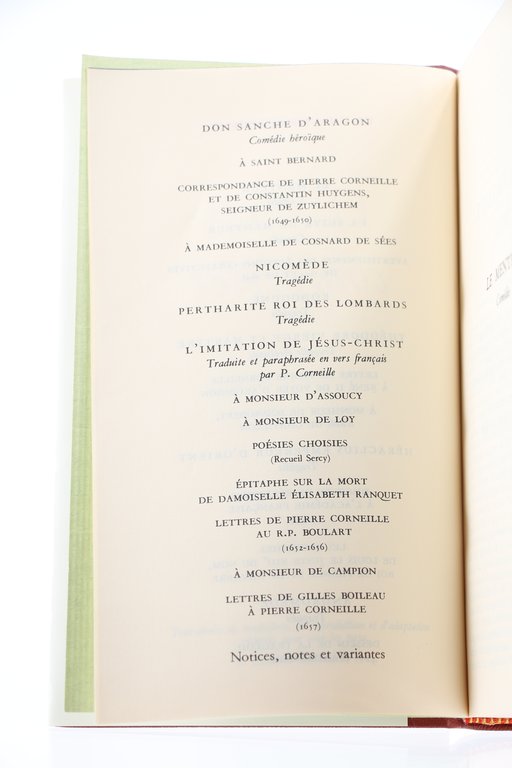 DON SANCHE D'ARAGON
Comédie héroïque
À SAINT BERNARD
CORRESPONDANCE DE PIERRE CORNEILLE
ET DE CONSTANTIN HUYGENS,
SEIGNEUR DE ZUYLICHEM
(1649-1650)
À MADEMOISELLE DE COSNARD DE SÉES
NICOMÈDE
Tragédie
PERTHARITE ROI DES LOMBARDS
Tragédie
L'IMITATION DE JÉSUS-CHRIST
Traduite et paraphrasée en vers français
par P. Corneille
À MONSIEUR D'ASSOUCY
À MONSIEUR DE LOY
POÉSIES CHOISIES
(Recueil Sercy)
ÉPITAPHE SUR LA MORT
DE DAMOISELLE ÉLISABETH RANQUET
LETTRES DE PIERRE CORNEILLE
AU R.P. BOULART
(1652-1656)
À MONSIEUR DE CAMPION
LETTRES DE GILLES BOILEAU
À PIERRE CORNEILLE
(1657)
Notices, notes et variantes
LE MENT